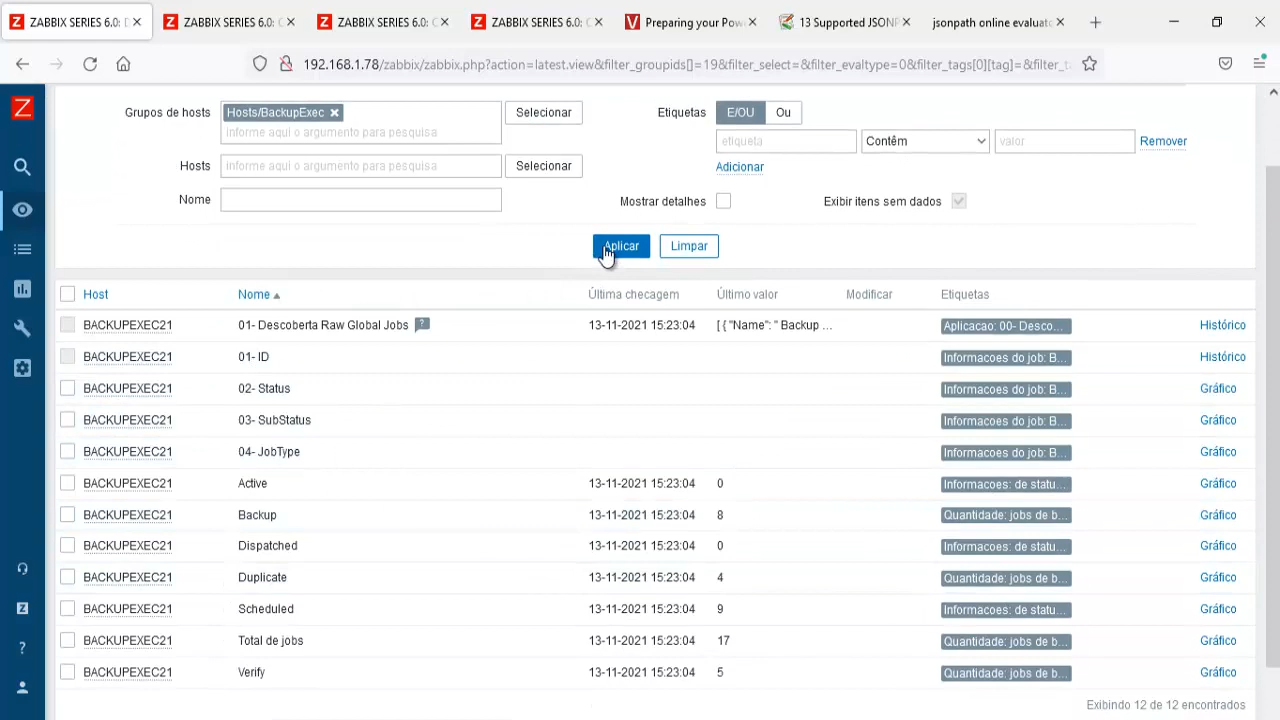 ZABBIX SERIES 6.0: D
ZABBIX SERIES 6.0: C
ZABBIX SERIES 6.0: C
ZABBIX SERIES 6.0: C
Preparing your Pow
13 Supported JSONP
jsonpath online evaluato
192.168.1.78/zabbix/zabbix.php?action=latest.view&filter_groupids[]=19&filter_select=&filter_evaltype=0&filter_tags[0][tag]=&filter_t
Grupos de hosts
Hosts/BackupExec
informe aqui o argumento para pesquisa
Selecionar
Etiquetas
E/OU
Ou
etiqueta
Contêm
valor
Remover
Hosts
informe aqui o argumento para pesquisa
Selecionar
Adicionar
Nome
Mostrar detalhes
Exibir itens sem dados
Aplicar
Limpar
Host Nome Última checagem Último valor Modificar Etiquetas
BACKUPEXEC21 01- Descoberta Raw Global Jobs ? 13-11-2021 15:23:04 [ { "Name": " Backup ... Aplicacao: 00- Desco... Histórico
BACKUPEXEC21 01- ID Informacoes do job: B... Histórico
BACKUPEXEC21 02- Status Informacoes do job: B... Gráfico
BACKUPEXEC21 03- SubStatus Informacoes do job: B... Gráfico
BACKUPEXEC21 04- JobType Informacoes do job: B... Gráfico
BACKUPEXEC21 Active 13-11-2021 15:23:04 0 Informacoes: de statu... Gráfico
BACKUPEXEC21 Backup 13-11-2021 15:23:04 8 Quantidade: jobs de b... Gráfico
BACKUPEXEC21 Dispatched 13-11-2021 15:23:04 0 Informacoes: de statu... Gráfico
BACKUPEXEC21 Duplicate 13-11-2021 15:23:04 4 Quantidade: jobs de b... Gráfico
BACKUPEXEC21 Scheduled 13-11-2021 15:23:04 9 Informacoes: de statu... Gráfico
BACKUPEXEC21 Total de jobs 13-11-2021 15:23:04 17 Quantidade: jobs de b... Gráfico
BACKUPEXEC21 Verify 13-11-2021 15:23:04 5 Quantidade: jobs de b... Gráfico
Exibindo 12 de 12 encontrados